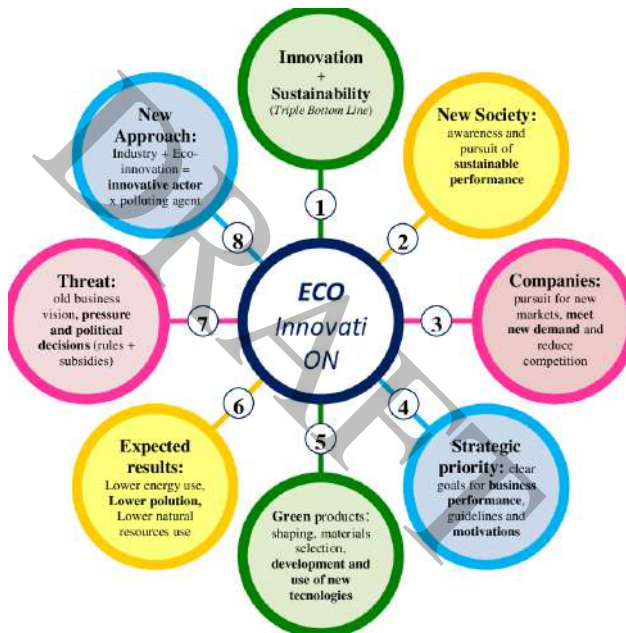 Innovation
+
Sustainability
(Triple Bottom Line)
1
New Society:
awareness and
pursuit of
sustainable
performance
2
Companies:
pursuit for new
markets, meet
new demand and
reduce
competition
3
Strategic
priority: clear
goals for business
performance,
guidelines and
motivations
4
Green products:
shaping, materials
selection,
development and
use of new
tecnologies
5
Expected
results:
Lower energy use,
Lower polution,
Lower natural
resources use
6
Threat:
old business
vision, pressure
and political
decisions (rules +
subsidies)
7
New
Approach:
Industry + Eco-
innovation =
innovative actor
x polluting agent
8
ECO
Innovati
ON
DRAFT